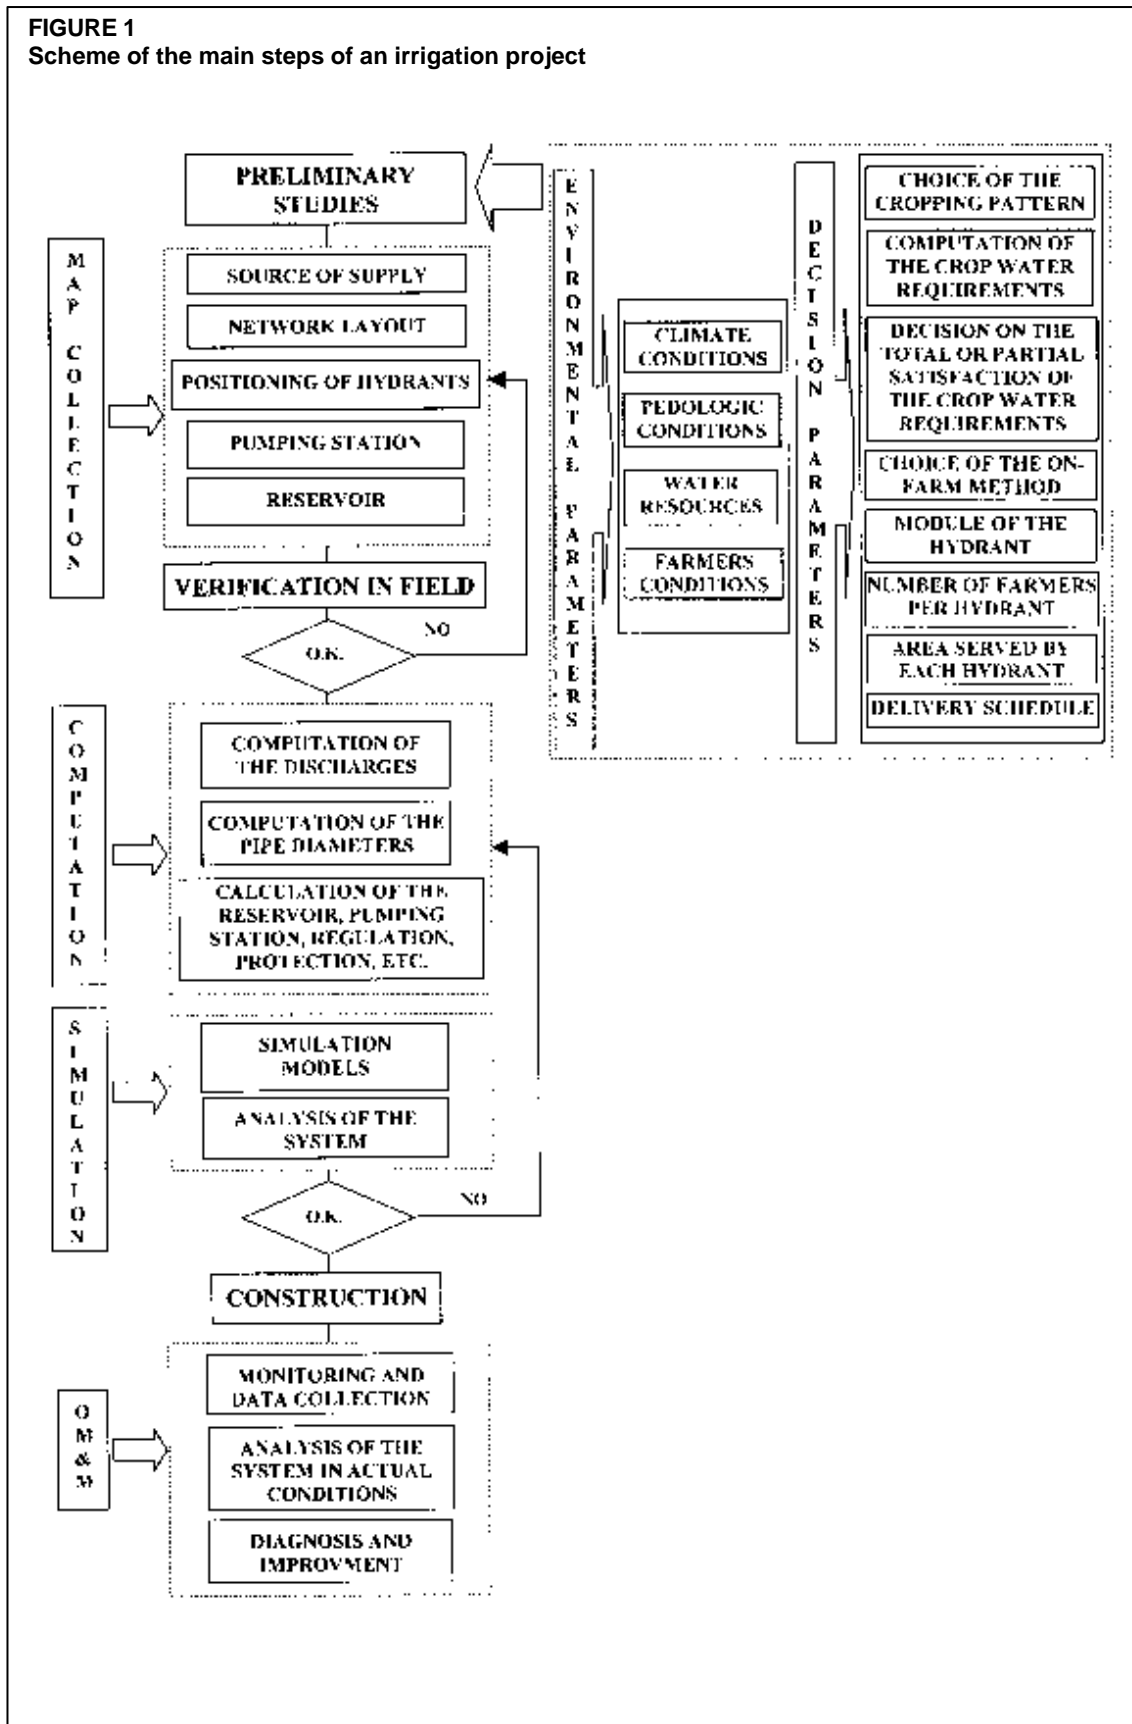 FIGURE 1
Scheme of the main steps of an irrigation project
PRELIMINARY
STUDIES
MAP COLLECTION
SOURCE OF SUPPLY
NETWORK LAYOUT
POSITIONING OF HYDRANTS
PUMPING STATION
RESERVOIR
VERIFICATION IN FIELD
O.K.
NO
ENVIRONMENTAL PARAMETERS
CLIMATE
CONDITIONS
PEDOLOGIC
CONDITIONS
WATER
RESOURCES
FARMERS
CONDITIONS
DECISION PARAMETERS
CHOICE OF THE
CROPPING PATTERN
COMPUTATION OF
THE CROP WATER
REQUIREMENTS
DECISION ON THE
TOTAL OR PARTIAL
SATISFACTION OF
THE CROP WATER
REQUIREMENTS
CHOICE OF THE ON-
FARM METHOD
MODULE OF THE
HYDRANT
NUMBER OF FARMERS
PER HYDRANT
AREA SERVED BY
EACH HYDRANT
DELIVERY SCHEDULE
COMPUTATION
COMPUTATION OF
THE DISCHARGES
COMPUTATION OF THE
PIPE DIAMETERS
CALCULATION OF THE
RESERVOIR, PUMPING
STATION, REGULATION,
PROTECTION, ETC.
SIMULATION
SIMULATION
MODELS
ANALYSIS OF THE
SYSTEM
O.K.
NO
CONSTRUCTION
OM&M
MONITORING AND
DATA COLLECTION
ANALYSIS OF THE
SYSTEM IN ACTUAL
CONDITIONS
DIAGNOSIS AND
IMPROVMENT